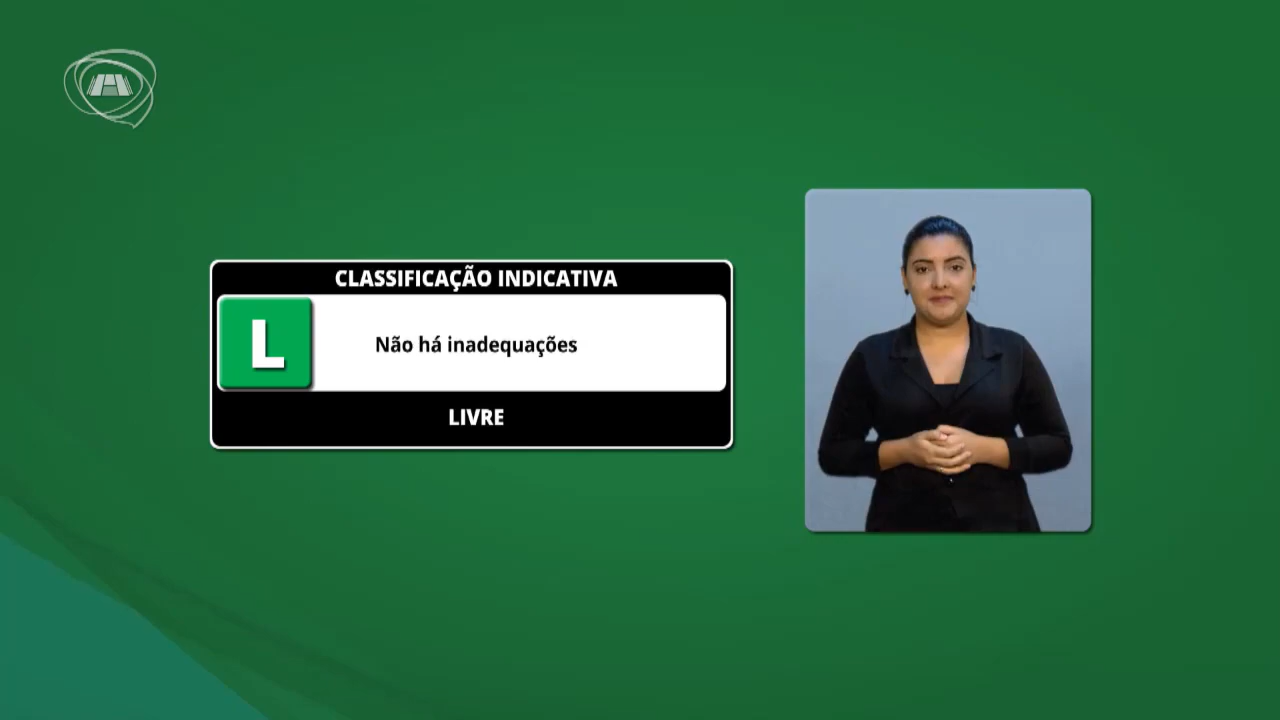 CLASSIFICAÇÃO INDICATIVA
L
Não há inadequações
LIVRE